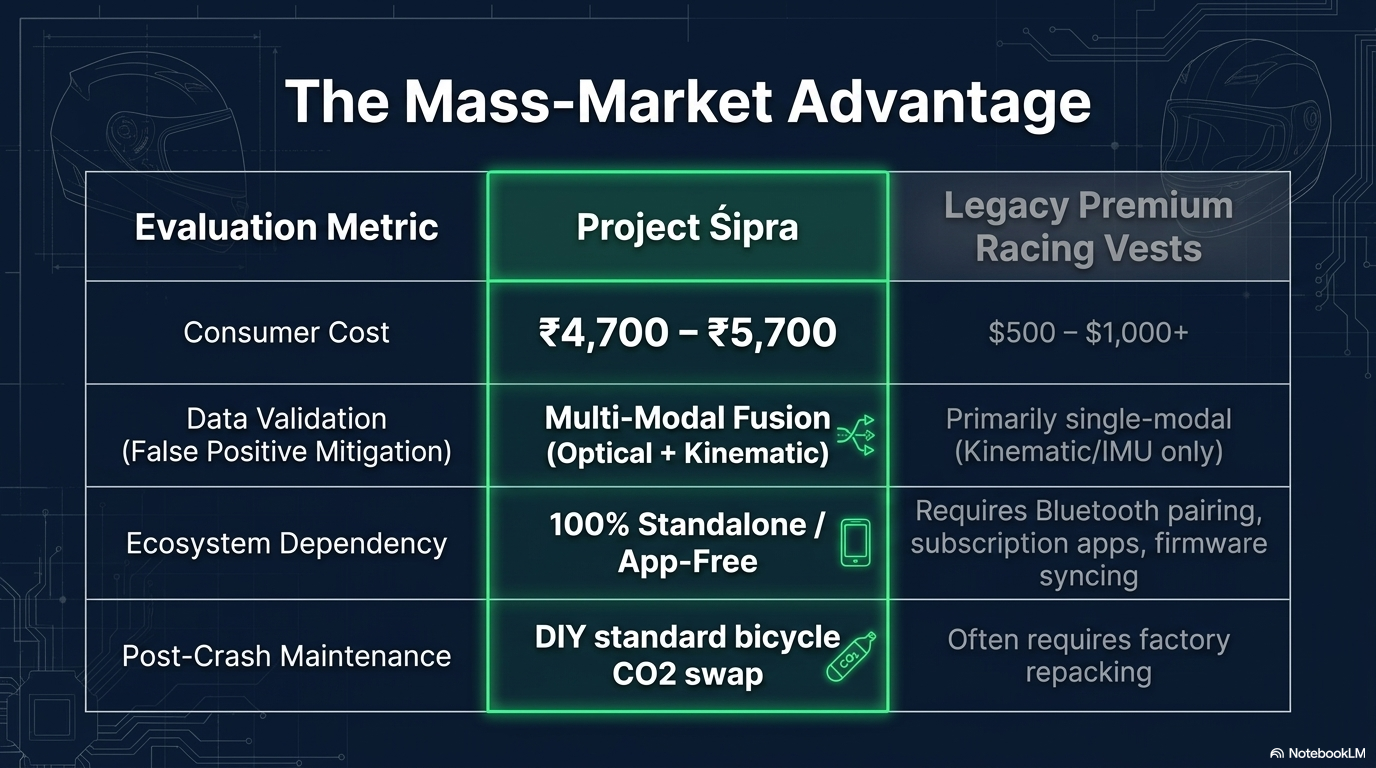 The Mass-Market Advantage
Evaluation Metric
Project Śipra
Legacy Premium
Racing Vests
Consumer Cost
₹4,700 – ₹5,700
$500 – $1,000+
Data Validation
(False Positive Mitigation)
Multi-Modal Fusion
(Optical + Kinematic)
Primarily single-modal
(Kinematic/IMU only)
Ecosystem Dependency
100% Standalone /
App-Free
Requires Bluetooth pairing,
subscription apps, firmware
syncing
Post-Crash Maintenance
DIY standard bicycle
CO2 swap
CO2
Often requires factory
repacking
NotebookLM